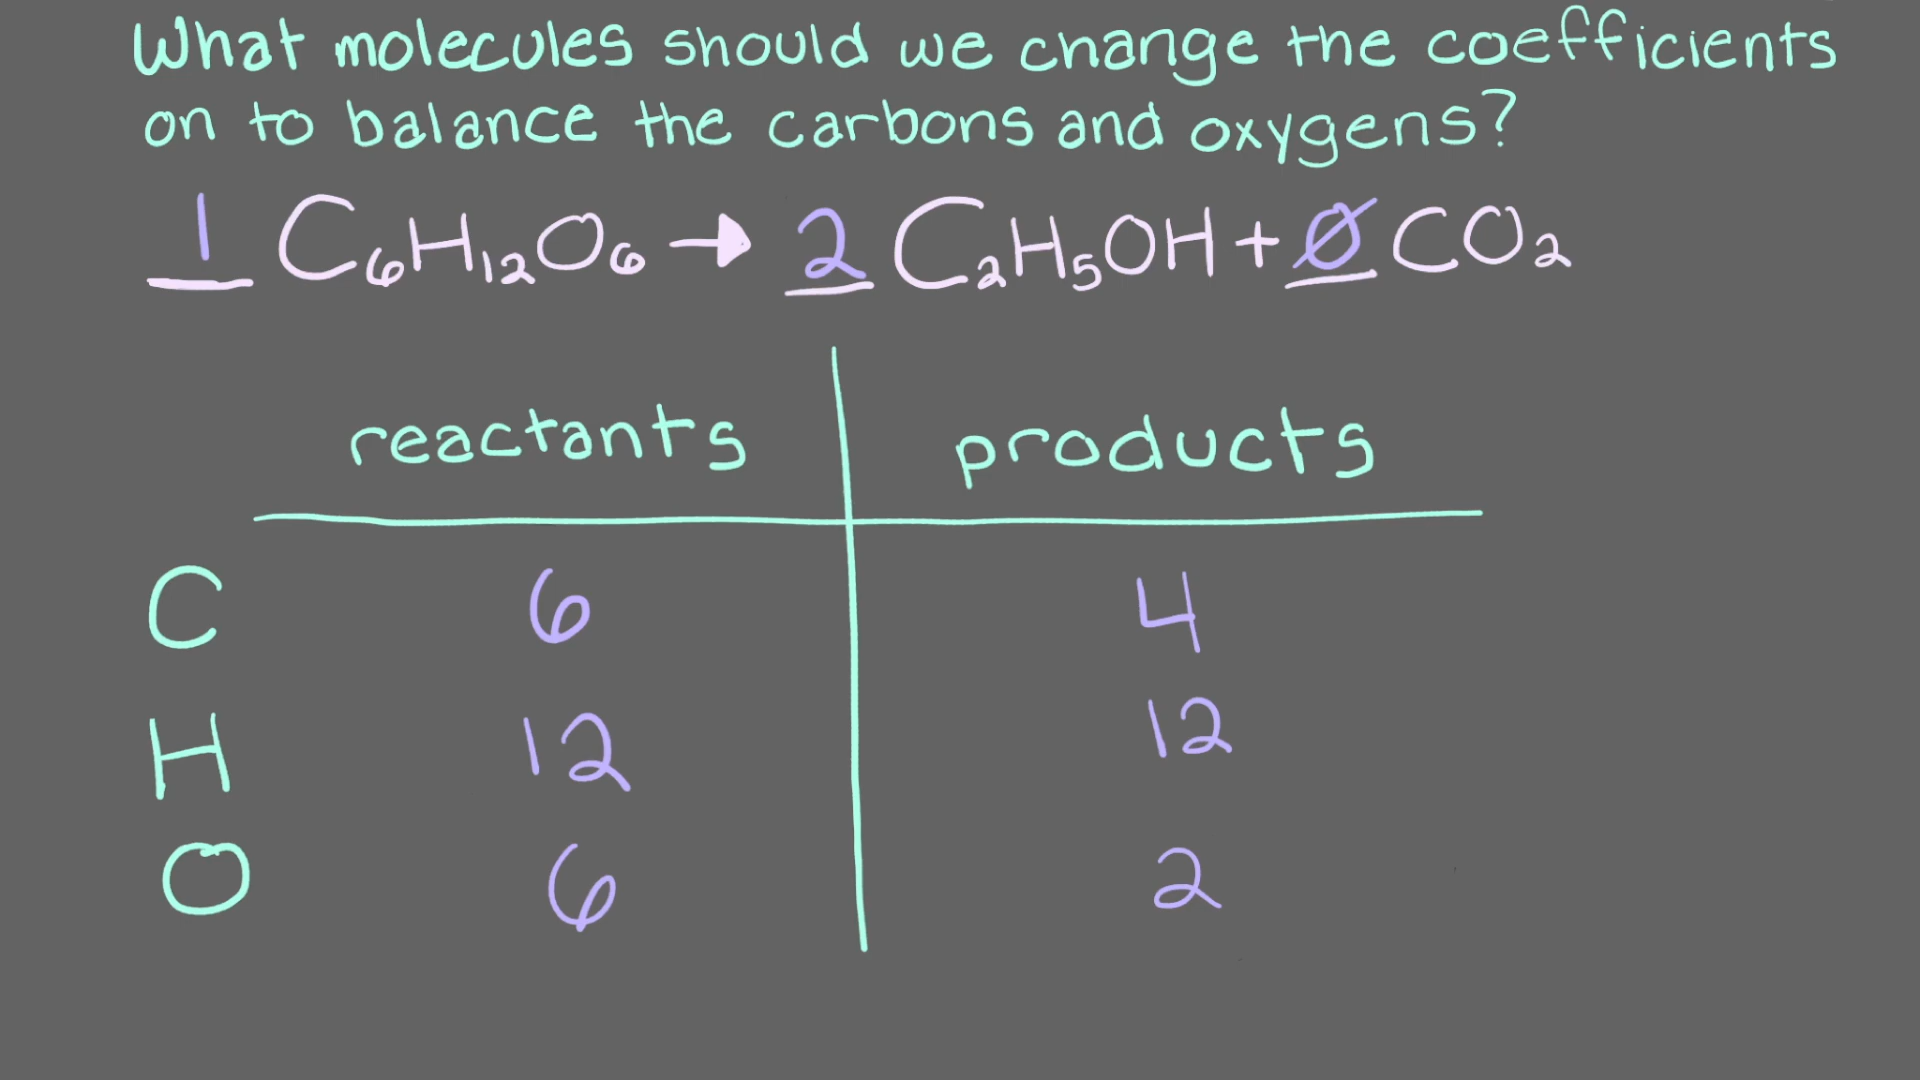 What molecules should we change the coefficients
on to balance the carbons and oxygens?
1 C₆H₁₂O₆ → 2 C₂H₅OH + 0̸ CO₂
reactants products
C 6 4
H 12 12
O 6 2